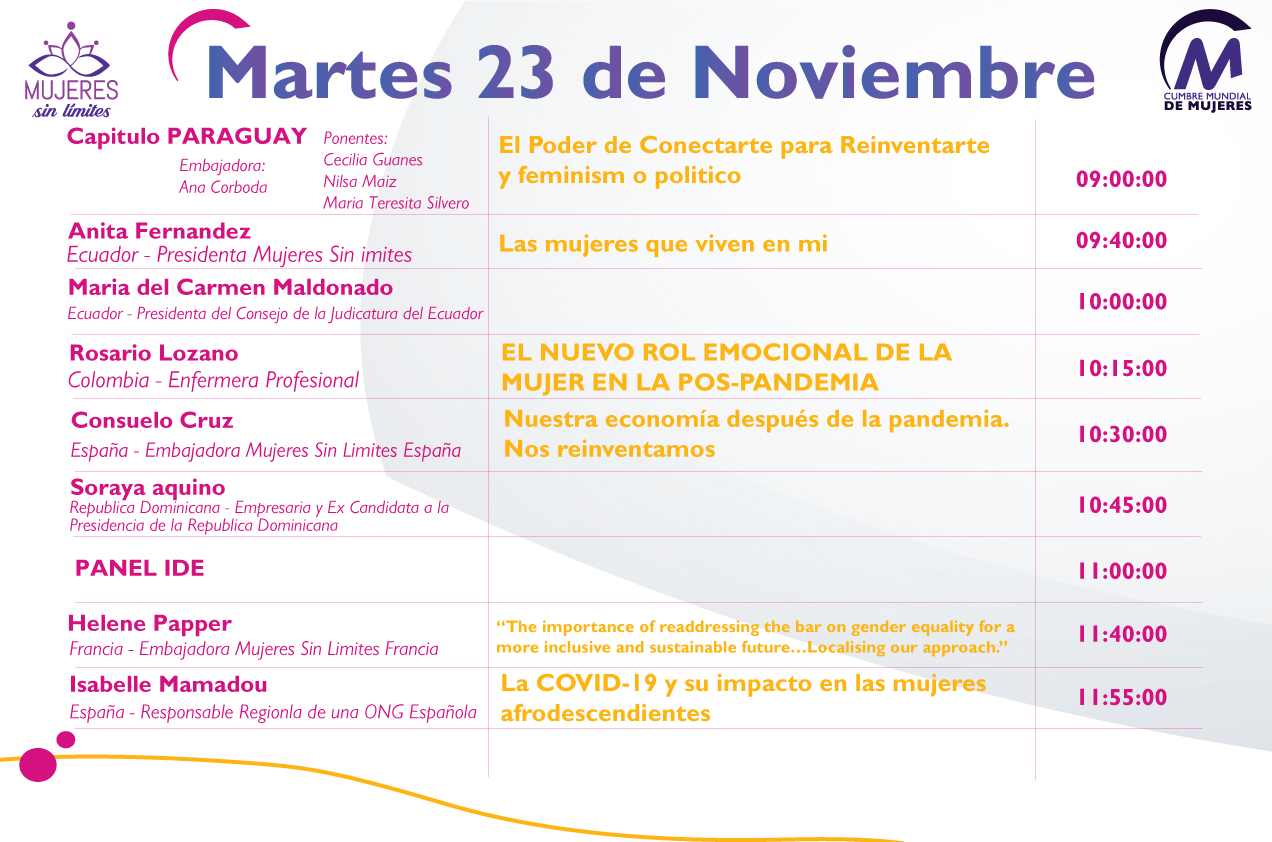 MUJERES
sin límites
Martes 23 de Noviembre
CUMBRE MUNDIAL
DE MUJERES
Capitulo PARAGUAY
Embajadora:
Ana Corboda
Ponentes:
Cecilia Guanes
Nilsa Maiz
Maria Teresita Silvero
El Poder de Conectarte para Reinventarte
y feminism o politico
09:00:00
Anita Fernandez
Ecuador - Presidenta Mujeres Sin imites
Las mujeres que viven en mi
09:40:00
Maria del Carmen Maldonado
Ecuador - Presidenta del Consejo de la Judicatura del Ecuador
10:00:00
Rosario Lozano
Colombia - Enfermera Profesional
EL NUEVO ROL EMOCIONAL DE LA
MUJER EN LA POS-PANDEMIA
10:15:00
Consuelo Cruz
España - Embajadora Mujeres Sin Limites España
Nuestra economía después de la pandemia.
Nos reinventamos
10:30:00
Soraya aquino
Republica Dominicana - Empresaria y Ex Candidata a la
Presidencia de la Republica Dominicana
10:45:00
PANEL IDE
11:00:00
Helene Papper
Francia - Embajadora Mujeres Sin Limites Francia
“The importance of readdressing the bar on gender equality for a
more inclusive and sustainable future…Localising our approach.”
11:40:00
Isabelle Mamadou
España - Responsable Regionla de una ONG Española
La COVID-19 y su impacto en las mujeres
afrodescendientes
11:55:00